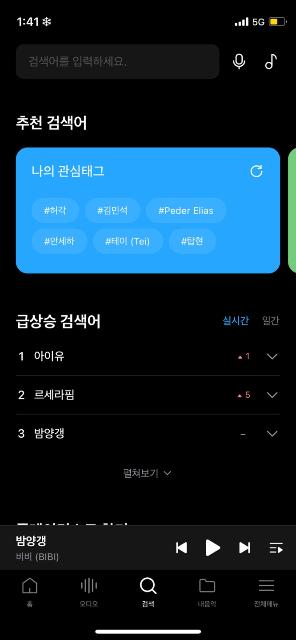 1:41
5G
검색어를 입력하세요.
추천 검색어
나의 관심태그
#허각 #김민석 #Peder Elias
#안세하 #테이 (Tei) #탑현
급상승 검색어 실시간 일간
1 아이유 1
2 르세라핌 5
3 밤양갱 –
펼쳐보기
밤양갱
비비 (BIBI)
홈 오디오 검색 내음악 전체메뉴